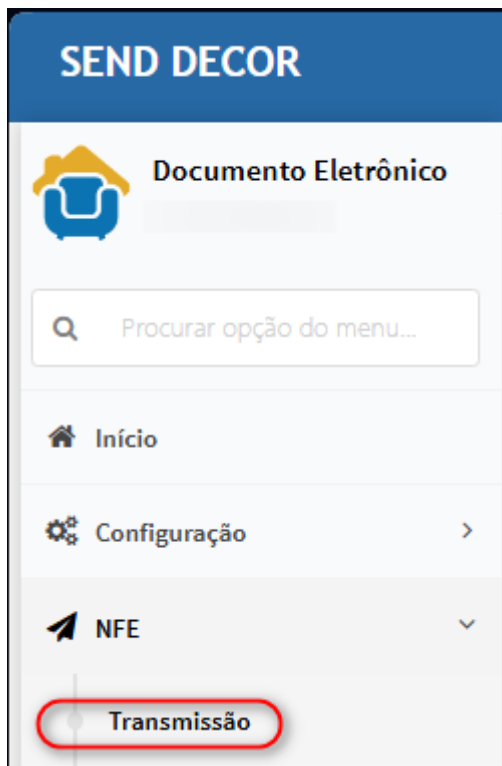 SEND DECOR
Documento Eletrônico
Procurar opção do menu...
Início
Configuração
NFE
Transmissão